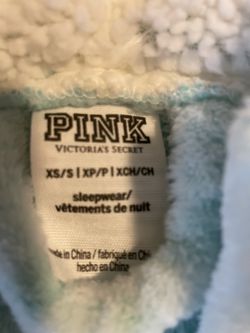 PINK
VICTORIA'S SECRET
XS/S | XP/P | XCH/CH
sleepwear/
vêtements de nuit
in China / fabriqué en
hecho en China